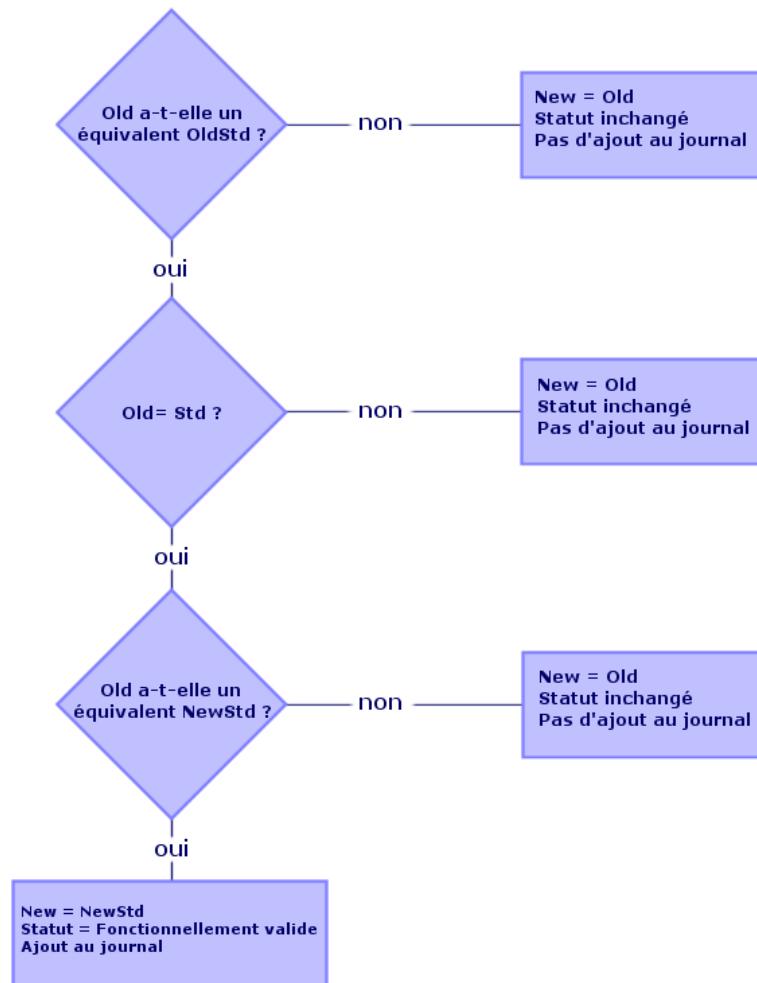 Old a-t-elle un
équivalent OldStd ?
non
New = Old
Statut inchangé
Pas d'ajout au journal
oui
Old= Std ?
non
New = Old
Statut inchangé
Pas d'ajout au journal
oui
Old a-t-elle un
équivalent NewStd ?
non
New = Old
Statut inchangé
Pas d'ajout au journal
oui
New = NewStd
Statut = Fonctionnellement valide
Ajout au journal